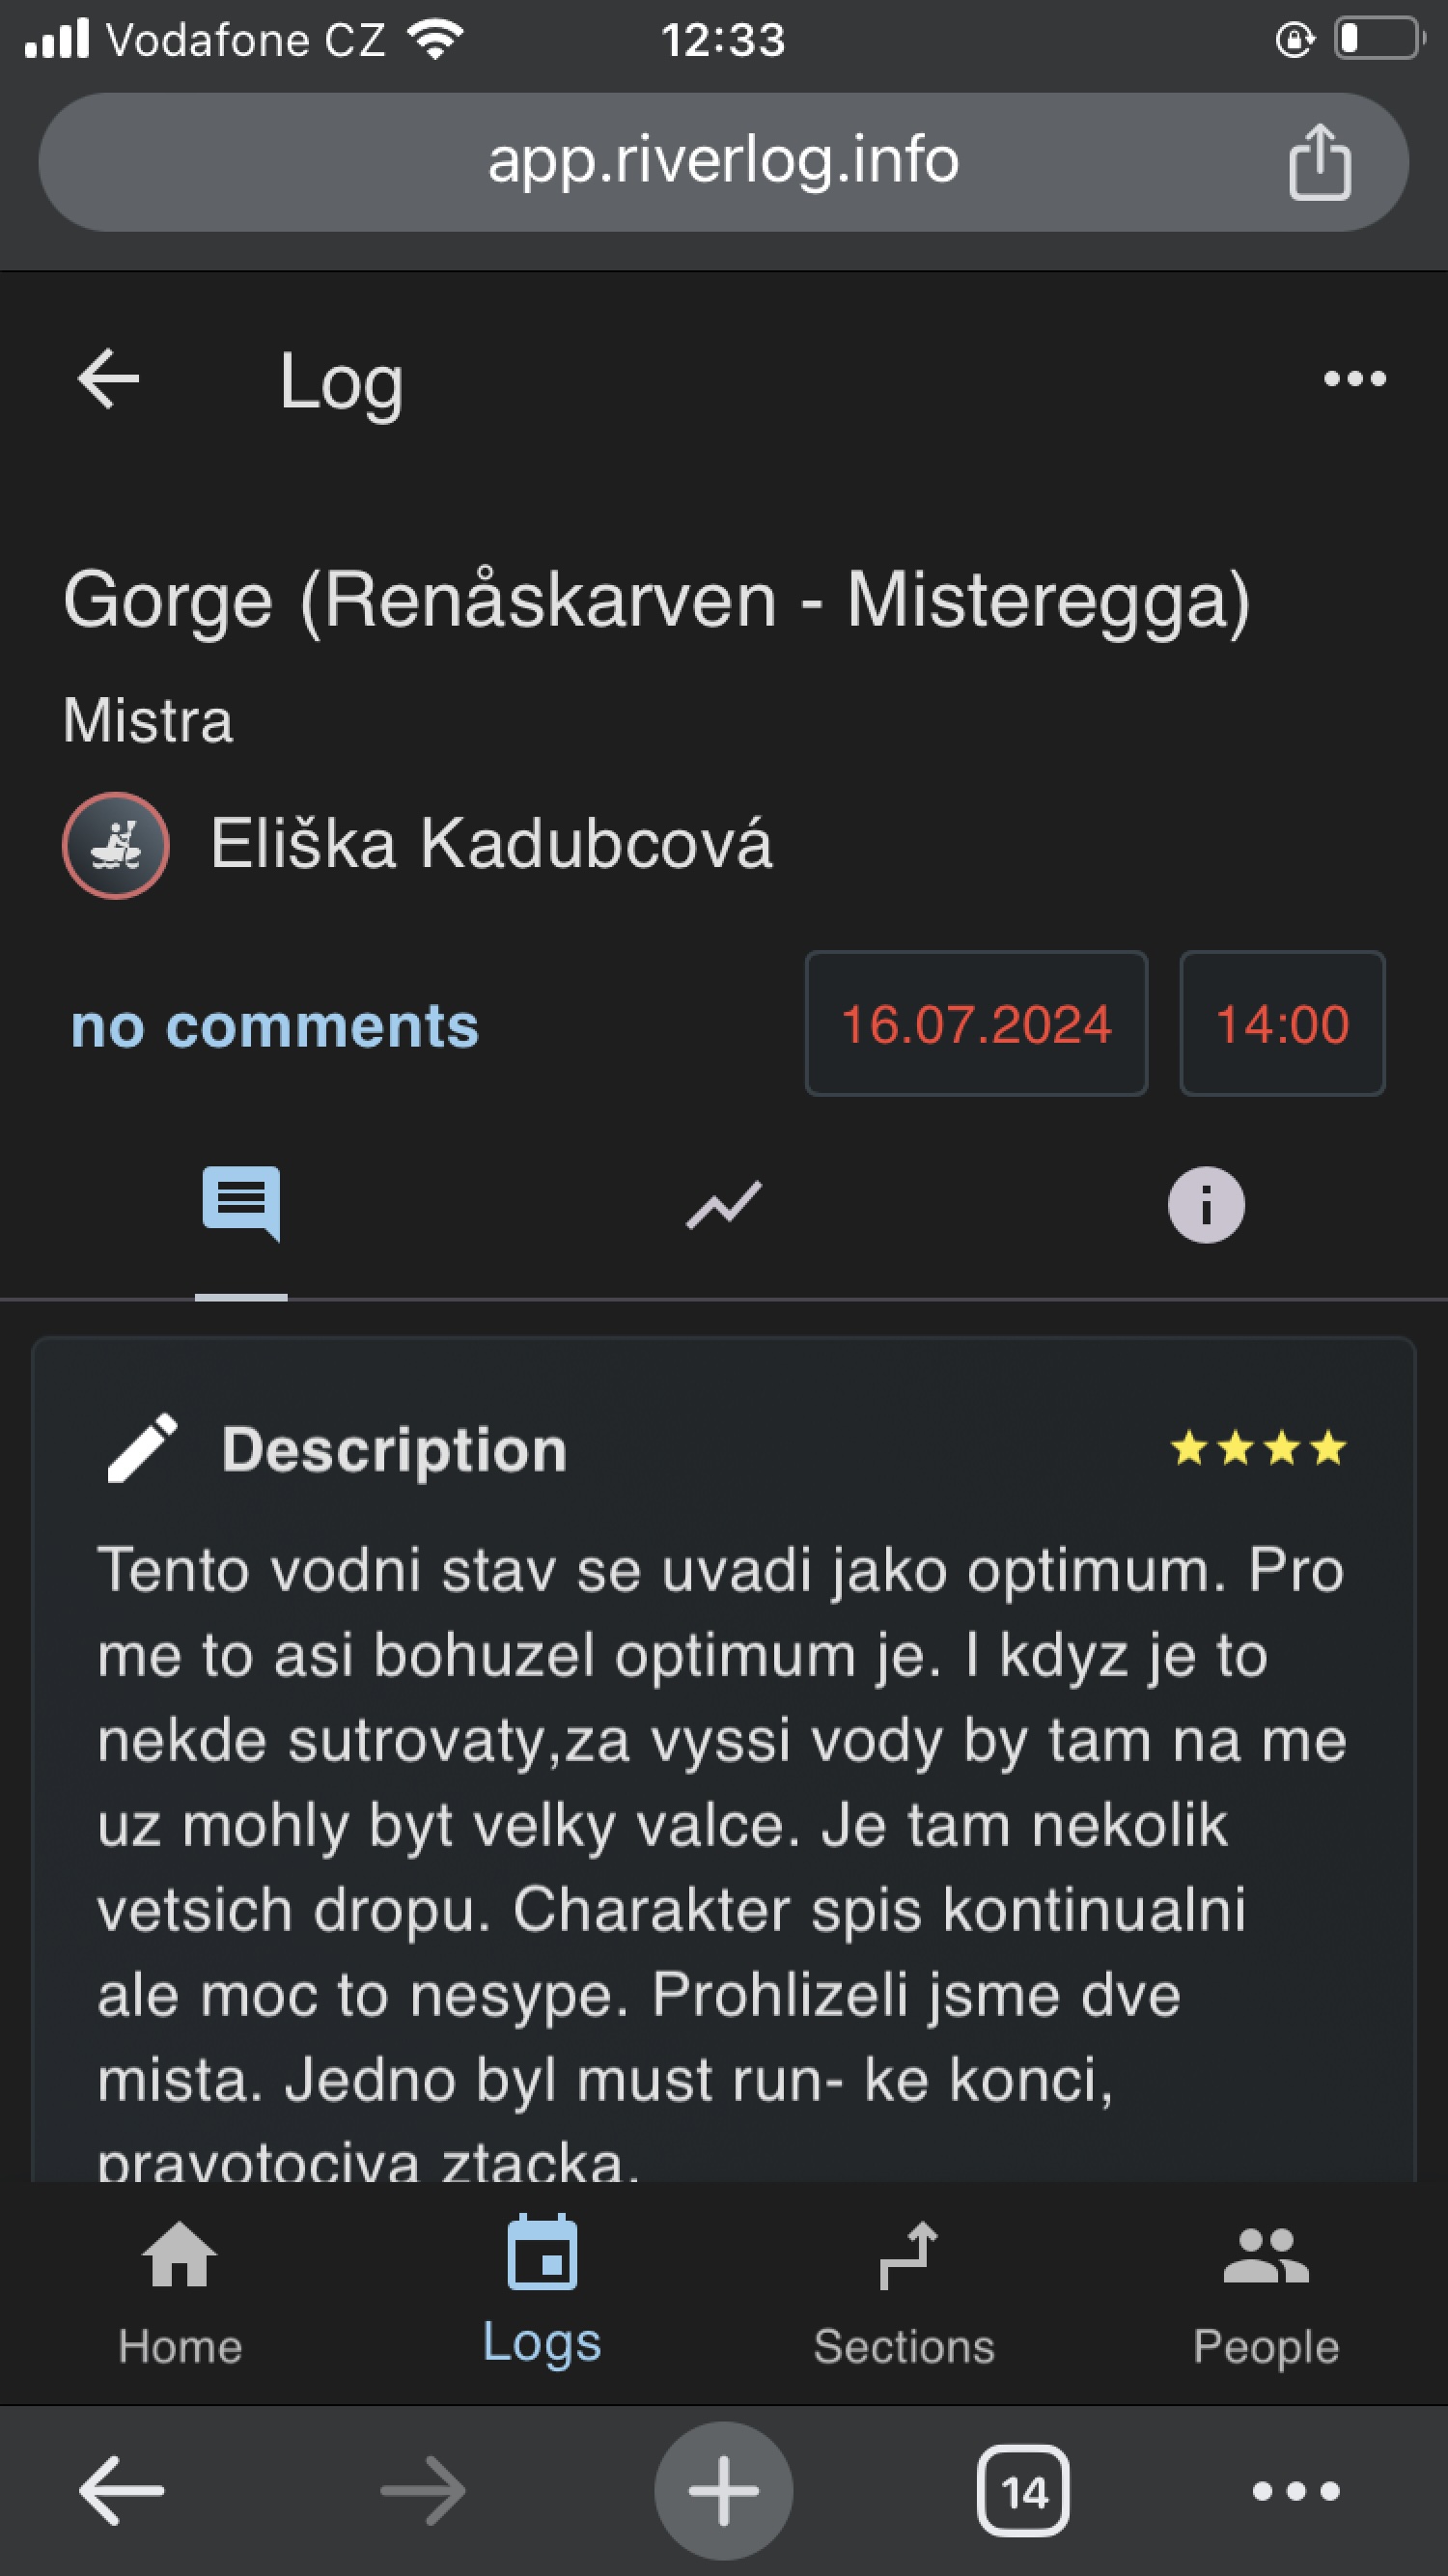 Vodafone CZ 12:33
app.riverlog.info
Log
Gorge (Renåskarven - Misteregga)
Mistra
Eliška Kadubcová
no comments 16.07.2024 14:00
Description
Tento vodni stav se uvadi jako optimum. Pro
me to asi bohuzel optimum je. I kdyz je to
nekde sutrovaty,za vyssi vody by tam na me
uz mohly byt velky valce. Je tam nekolik
vetsich dropu. Charakter spis kontinualni
ale moc to nesype. Prohlizeli jsme dve
mista. Jedno byl must run- ke konci,
pravotociva ztacka.
Home Logs Sections People
14